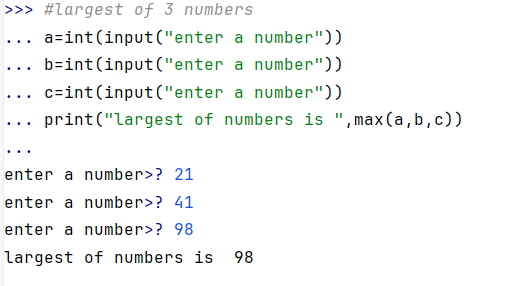 >>> #largest of 3 numbers
... a=int(input("enter a number"))
... b=int(input("enter a number"))
... c=int(input("enter a number"))
... print("largest of numbers is ",max(a,b,c))
...
enter a number>? 21
enter a number>? 41
enter a number>? 98
largest of numbers is  98